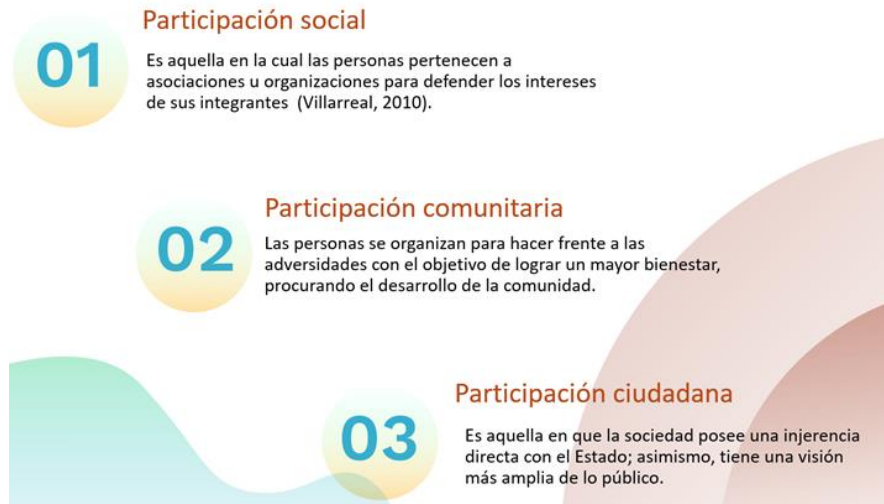 01
Participación social
Es aquella en la cual las personas pertenecen a
asociaciones u organizaciones para defender los intereses
de sus integrantes (Villarreal, 2010).
02
Participación comunitaria
Las personas se organizan para hacer frente a las
adversidades con el objetivo de lograr un mayor bienestar,
procurando el desarrollo de la comunidad.
03
Participación ciudadana
Es aquella en que la sociedad posee una injerencia
directa con el Estado; asimismo, tiene una visión
más amplia de lo público.